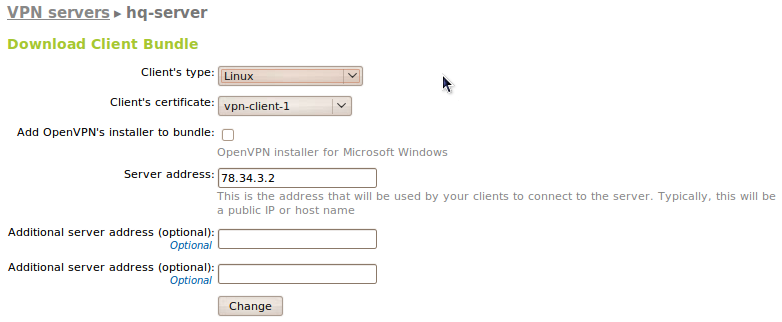 VPN servers ▸ hq-server
Download Client Bundle
Client's type: Linux
Client's certificate: vpn-client-1
Add OpenVPN's installer to bundle:
OpenVPN installer for Microsoft Windows
Server address: 78.34.3.2
This is the address that will be used by your clients to connect to the server. Typically, this will be
a public IP or host name
Additional server address (optional):
Optional
Additional server address (optional):
Optional
Change